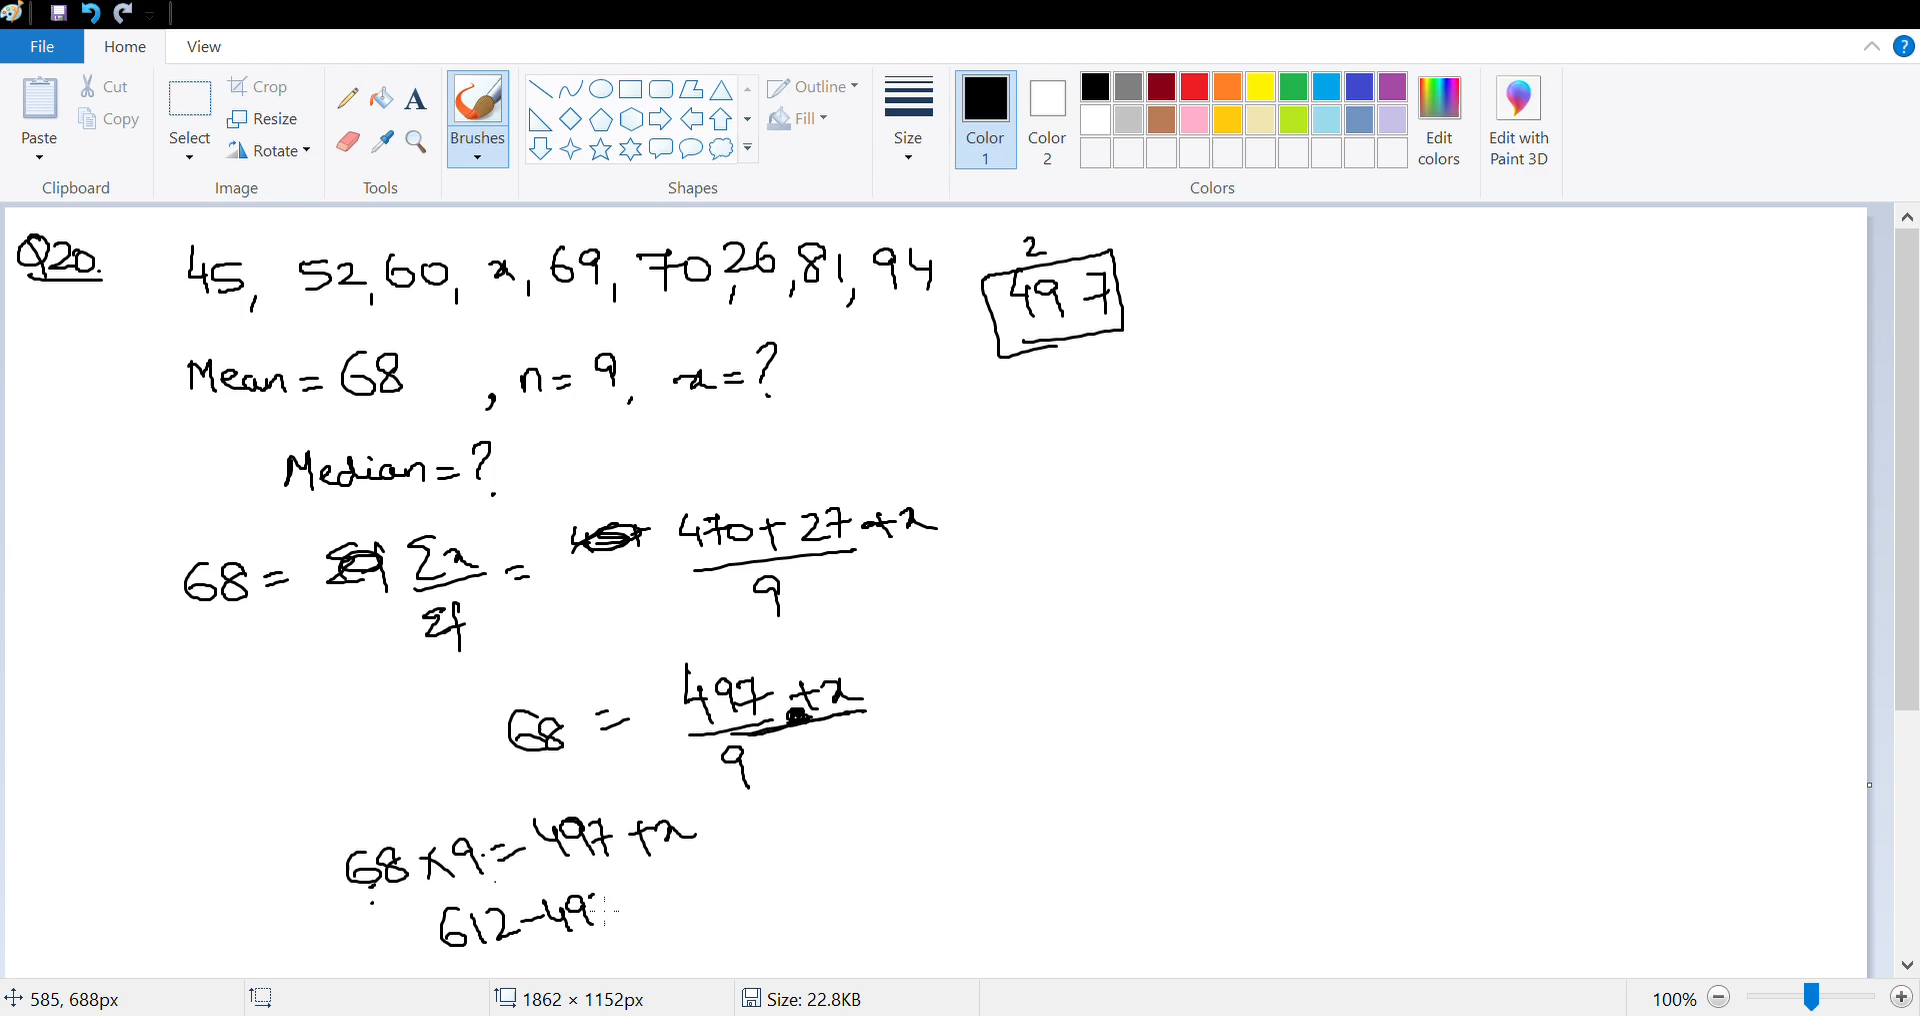 File Home View
Paste Cut Copy Clipboard
Select Crop Resize Rotate Image
Tools
Brushes
Shapes
Outline Fill
Size
Color 1 Color 2
Colors
Edit colors
Edit with Paint 3D
Q20. 45, 52, 60, x, 69, 70, 26, 81, 94
2
497
Mean = 68 , n = 9, x = ?
Median = ?
68 = Σx/Σf = 470 + 27 + x / 9
68 = 497 + x / 9
68 × 9 = 497 + x
612 - 49
585, 688px 1862 × 1152px Size: 22.8KB 100%